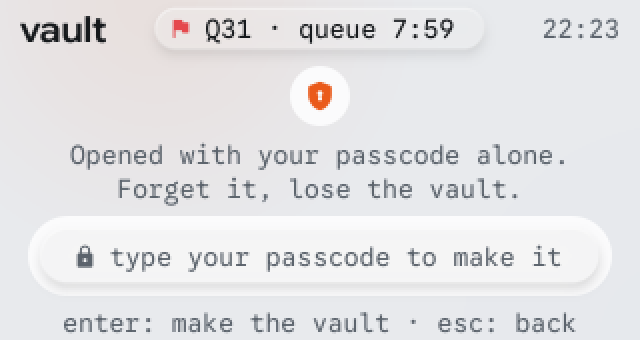 vault
Q31 · queue 7:59
22:23
Opened with your passcode alone.
Forget it, lose the vault.
type your passcode to make it
enter: make the vault · esc: back